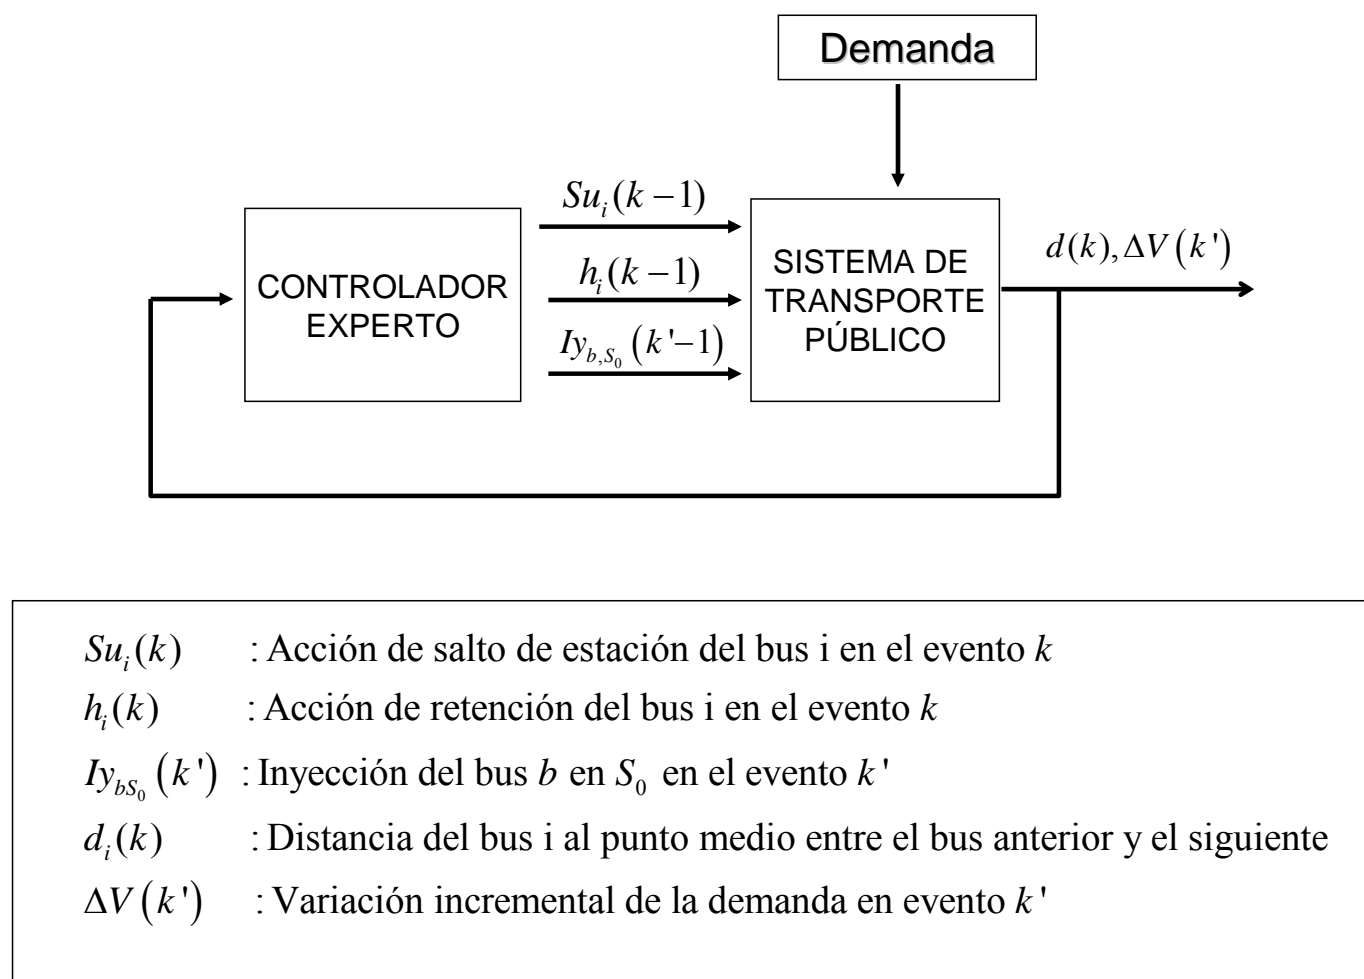 Demanda
CONTROLADOR
EXPERTO
Su_i(k−1)
h_i(k−1)
Iy_{b,S_0}(k'−1)
SISTEMA DE
TRANSPORTE
PÚBLICO
d(k), ΔV(k')
Su_i(k) : Acción de salto de estación del bus i en el evento k
h_i(k) : Acción de retención del bus i en el evento k
Iy_{bS_0}(k') : Inyección del bus b en S_0 en el evento k'
d_i(k) : Distancia del bus i al punto medio entre el bus anterior y el siguiente
ΔV(k') : Variación incremental de la demanda en evento k'